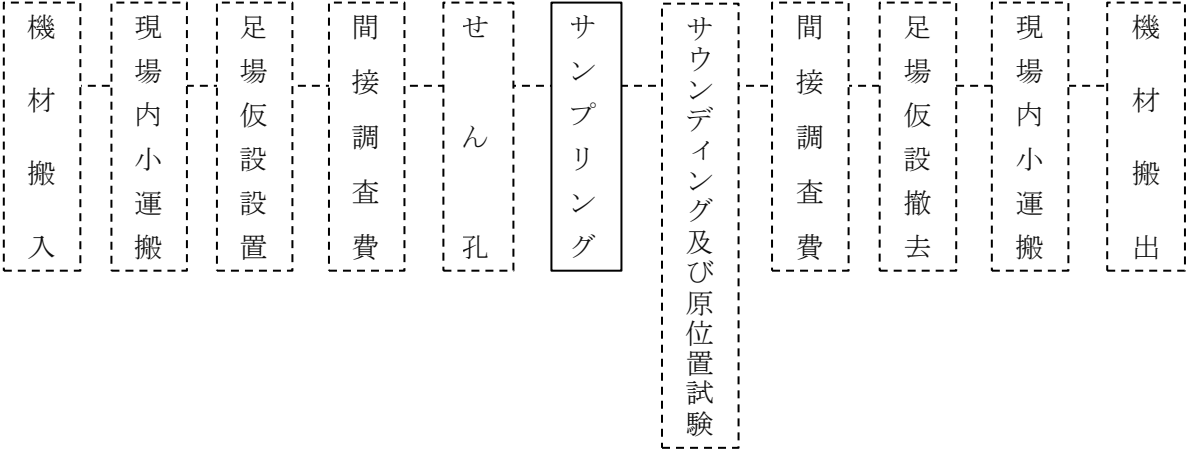 機材搬入
現場内小運搬
足場仮設設置
間接調査費
せん孔
サンプリング
サウンディング及び原位置試験
間接調査費
足場仮設撤去
現場内小運搬
機材搬出